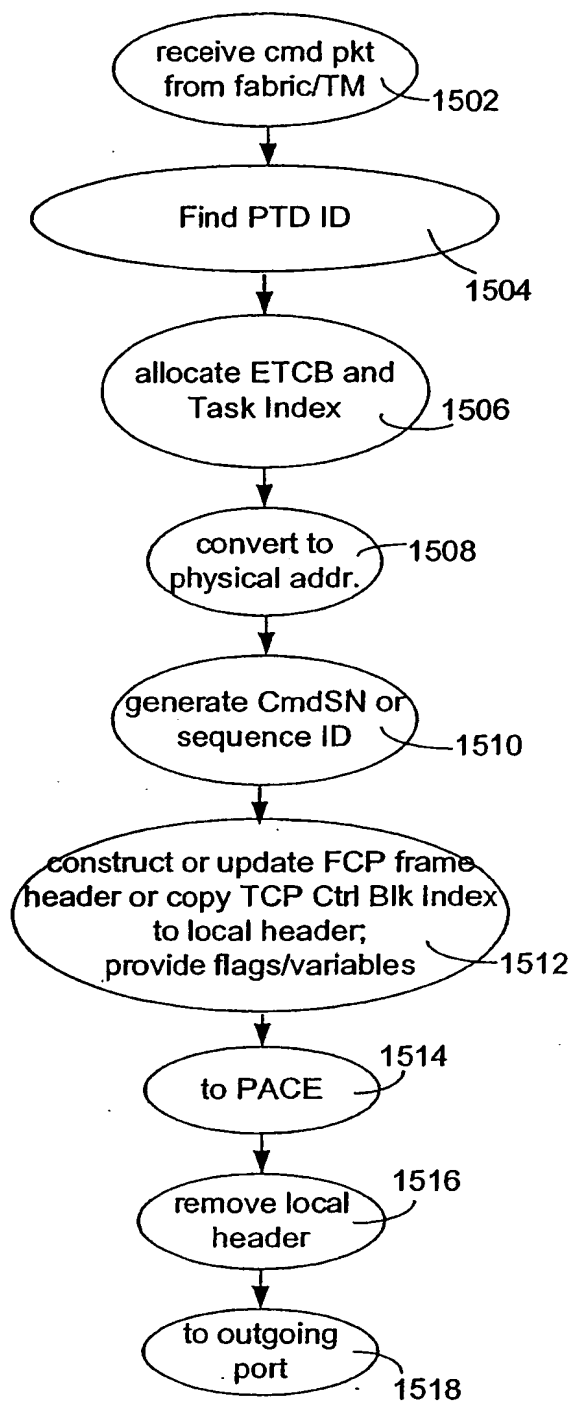 receive cmd pkt
from fabric/TM
1502
Find PTD ID
1504
allocate ETCB and
Task Index
1506
convert to
physical addr.
1508
generate CmdSN or
sequence ID
1510
construct or update FCP frame
header or copy TCP Ctrl Blk Index
to local header;
provide flags/variables
1512
to PACE
1514
remove local
header
1516
to outgoing
port
1518